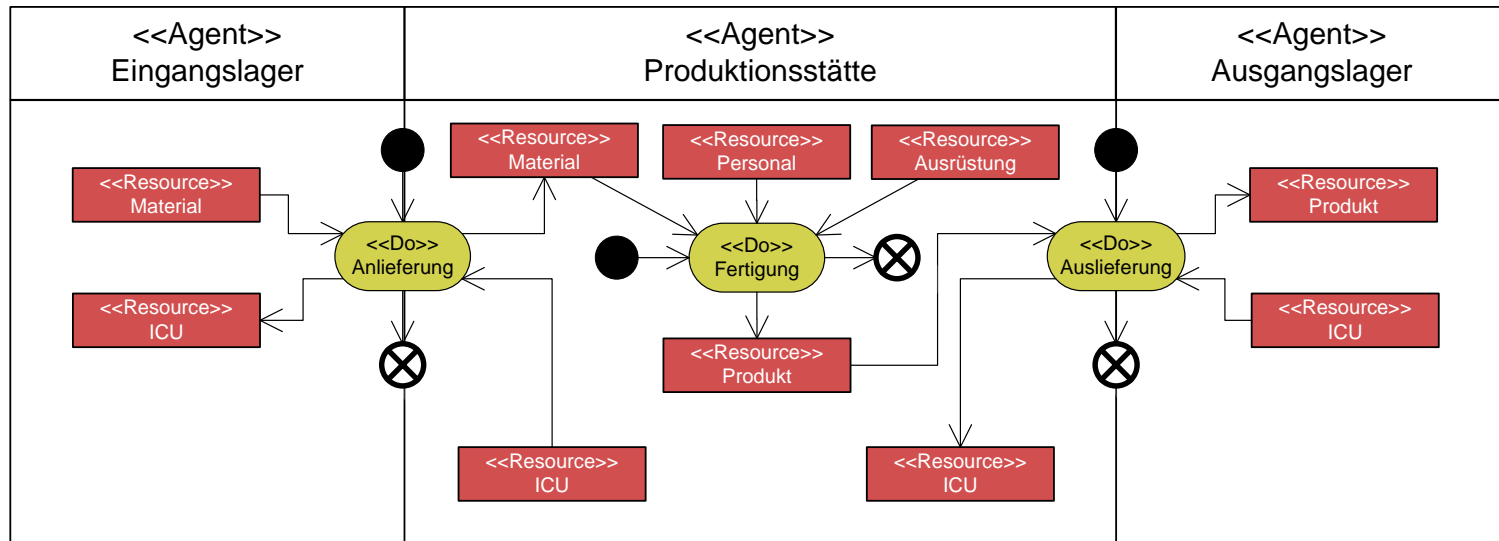 <<Agent>>
Eingangslager
<<Agent>>
Produktionsstätte
<<Agent>>
Ausgangslager
<<Resource>>
Material
<<Resource>>
ICU
<<Do>>
Anlieferung
<<Resource>>
Material
<<Resource>>
Personal
<<Resource>>
Ausrüstung
<<Do>>
Fertigung
<<Resource>>
Produkt
<<Resource>>
ICU
<<Resource>>
ICU
<<Do>>
Auslieferung
<<Resource>>
Produkt
<<Resource>>
ICU